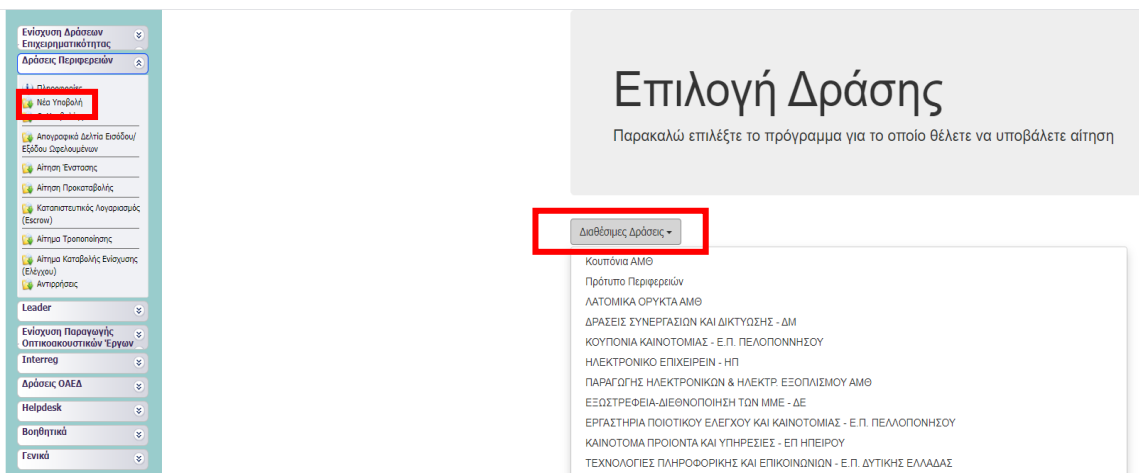 Ενίσχυση Δράσεων
Επιχειρηματικότητας
Δράσεις Περιφερειών
Πληροφορίες
Νέα Υποβολή
Απογραφικά Δελτία Εισόδου/
Εξόδου Ωφελουμένων
Αίτηση Ένστασης
Αίτηση Προκαταβολής
Καταπιστευτικός Λογαριασμός
(Escrow)
Αίτημα Τροποποίησης
Αίτημα Καταβολής Ενίσχυσης
(Ελέγχου)
Αντιρρήσεις
Leader
Ενίσχυση Παραγωγής
Οπτικοακουστικών Έργων
Interreg
Δράσεις ΟΑΕΔ
Helpdesk
Βοηθητικά
Γενικά
Επιλογή Δράσης
Παρακαλώ επιλέξτε το πρόγραμμα για το οποίο θέλετε να υποβάλετε αίτηση
Διαθέσιμες Δράσεις
Κουπόνια ΑΜΘ
Πρότυπο Περιφερειών
ΛΑΤΟΜΙΚΑ ΟΡΥΚΤΑ ΑΜΘ
ΔΡΑΣΕΙΣ ΣΥΝΕΡΓΑΣΙΩΝ ΚΑΙ ΔΙΚΤΥΩΣΗΣ - ΔΜ
ΚΟΥΠΟΝΙΑ ΚΑΙΝΟΤΟΜΙΑΣ - Ε.Π. ΠΕΛΟΠΟΝΝΗΣΟΥ
ΗΛΕΚΤΡΟΝΙΚΟ ΕΠΙΧΕΙΡΕΙΝ - ΗΠ
ΠΑΡΑΓΩΓΗΣ ΗΛΕΚΤΡΟΝΙΚΩΝ & ΗΛΕΚΤΡ. ΕΞΟΠΛΙΣΜΟΥ ΑΜΘ
ΕΞΩΣΤΡΕΦΕΙΑ-ΔΙΕΘΝΟΠΟΙΗΣΗ ΤΩΝ ΜΜΕ - ΔΕ
ΕΡΓΑΣΤΗΡΙΑ ΠΟΙΟΤΙΚΟΥ ΕΛΕΓΧΟΥ ΚΑΙ ΚΑΙΝΟΤΟΜΙΑΣ - Ε.Π. ΠΕΛΛΟΠΟΝΗΣΟΥ
ΚΑΙΝΟΤΟΜΑ ΠΡΟΙΟΝΤΑ ΚΑΙ ΥΠΗΡΕΣΙΕΣ - ΕΠ ΗΠΕΙΡΟΥ
ΤΕΧΝΟΛΟΓΙΕΣ ΠΛΗΡΟΦΟΡΙΚΗΣ ΚΑΙ ΕΠΙΚΟΙΝΩΝΙΩΝ - Ε.Π. ΔΥΤΙΚΗΣ ΕΛΛΑΔΑΣ